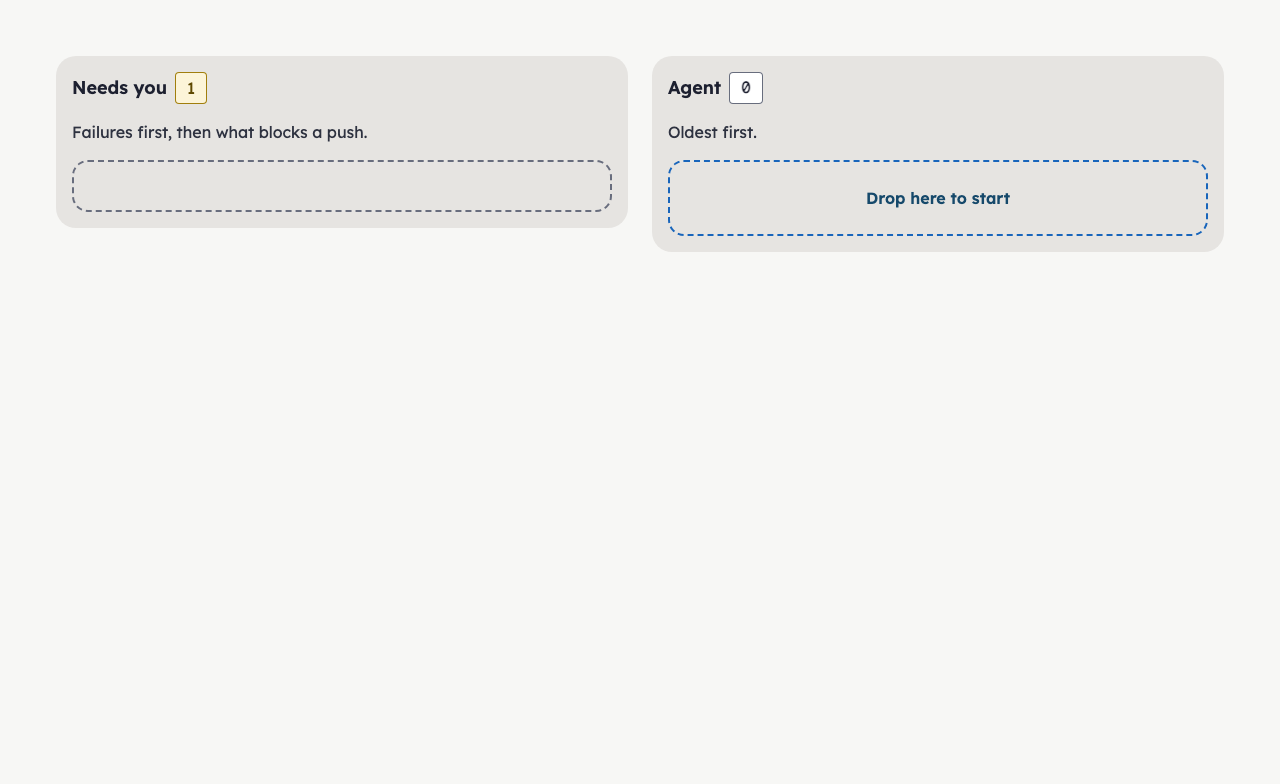 Needs you 1
Failures first, then what blocks a push.
Agent 0
Oldest first.
Drop here to start